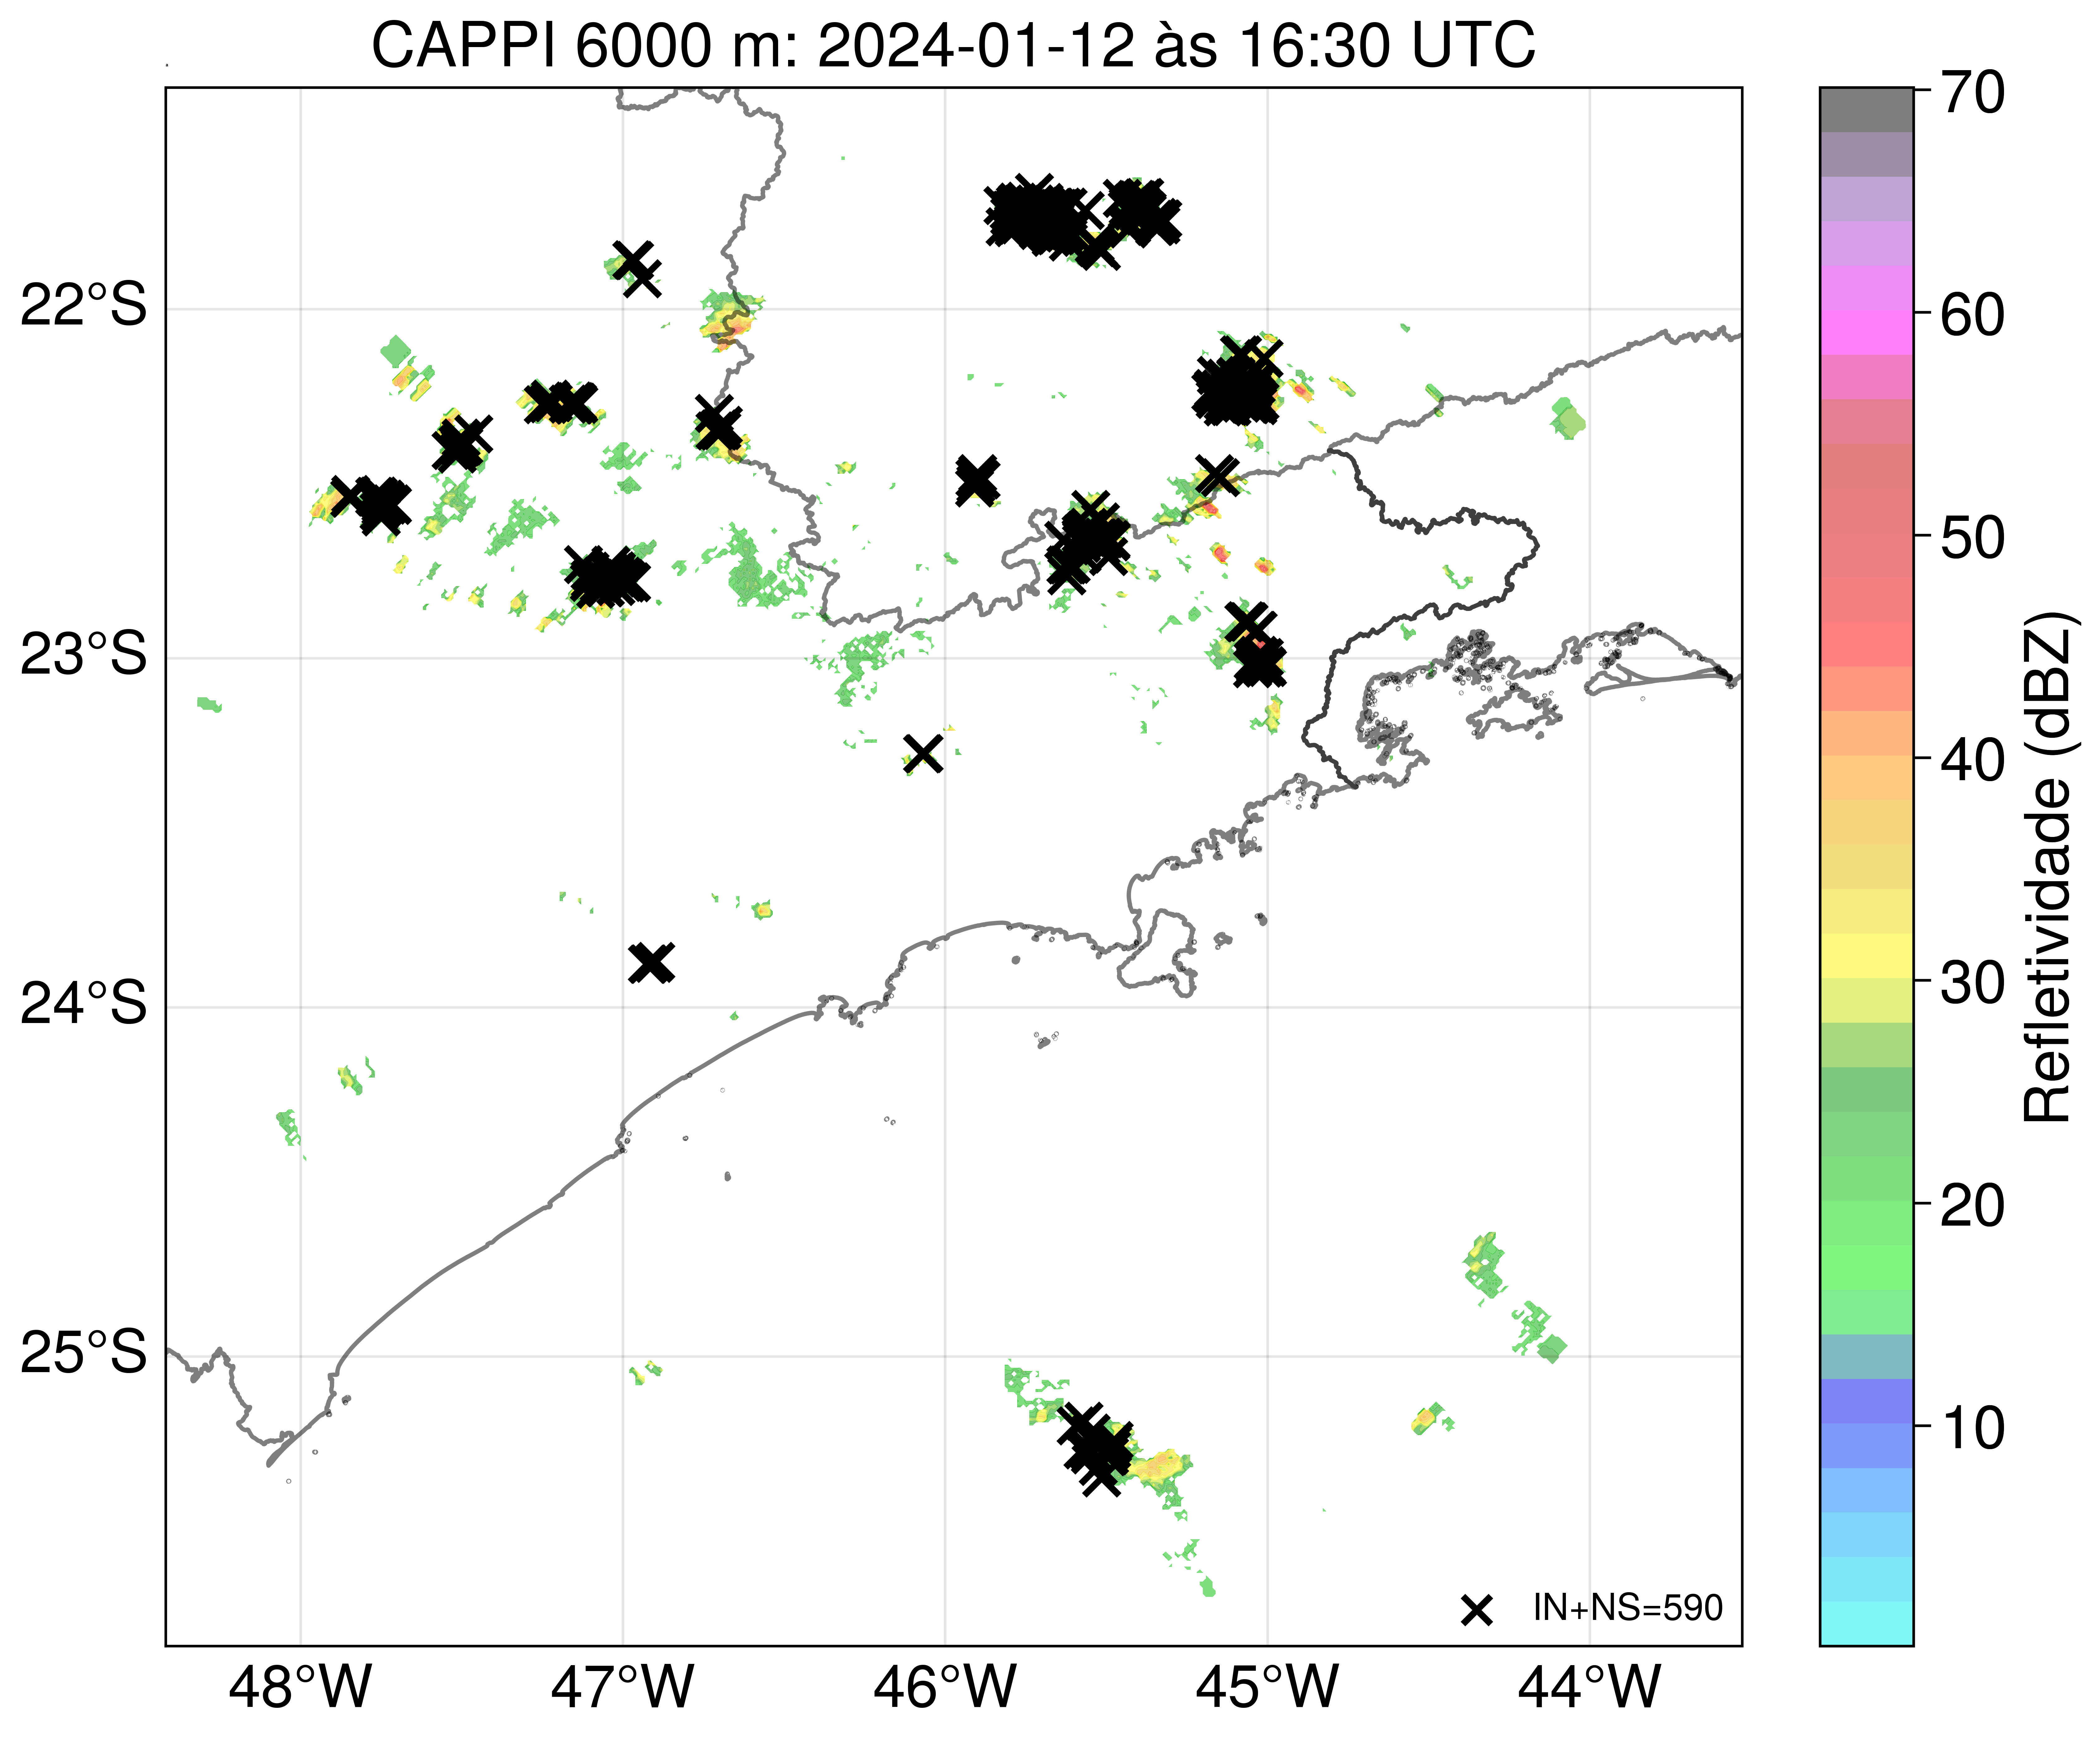 CAPPI 6000 m: 2024-01-12 às 16:30 UTC
22°S
23°S
24°S
25°S
48°W
47°W
46°W
45°W
44°W
IN+NS=590
70
60
50
40
30
20
10
Refletividade (dBZ)